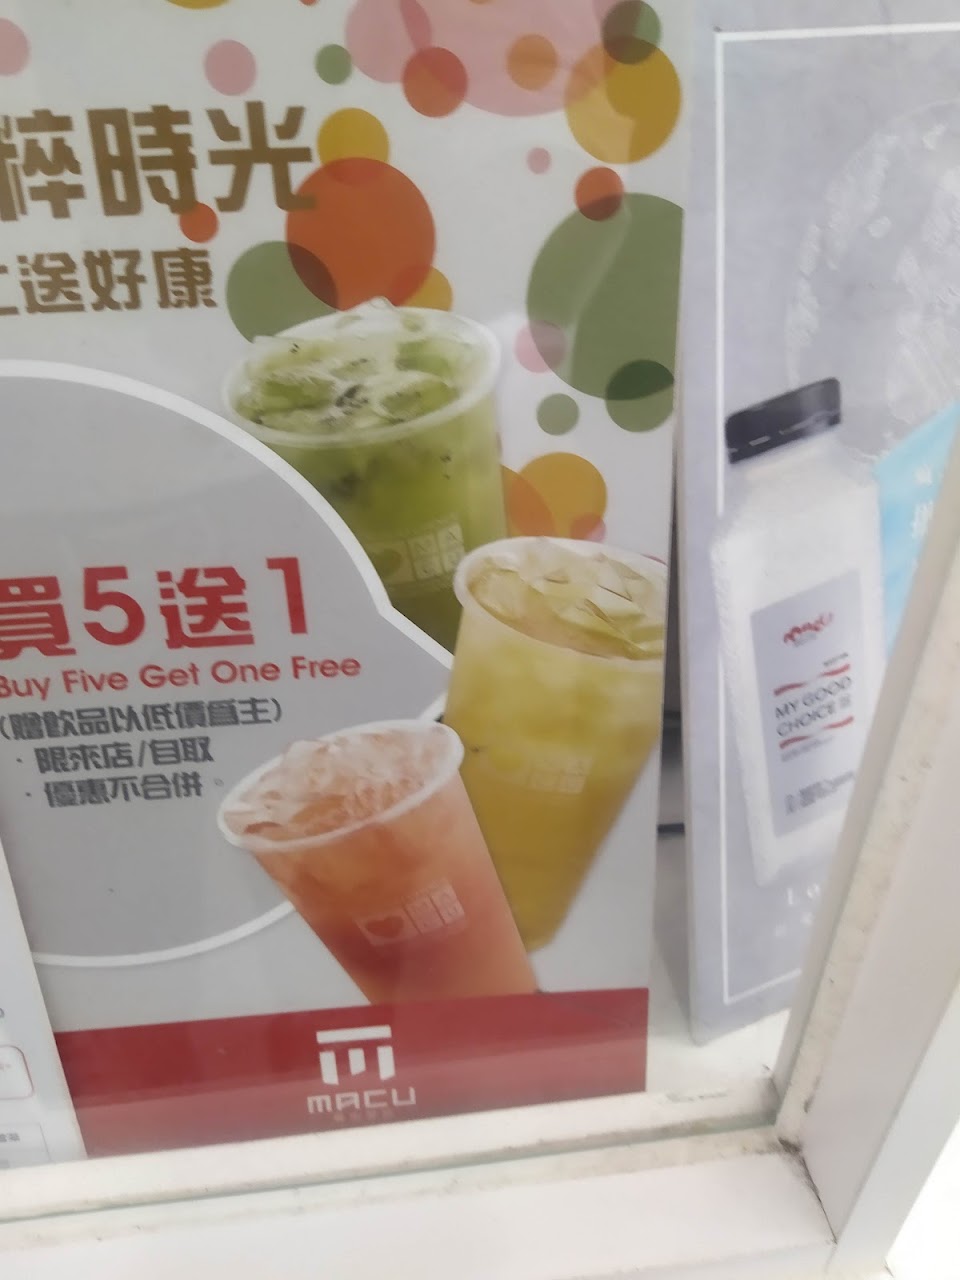 粹時光
上送好康
買5送1
Buy Five Get One Free
(贈飲品以低價為主)
·限來店/自取
·優惠不合併。
MACU
MY GOOD
CHOICE